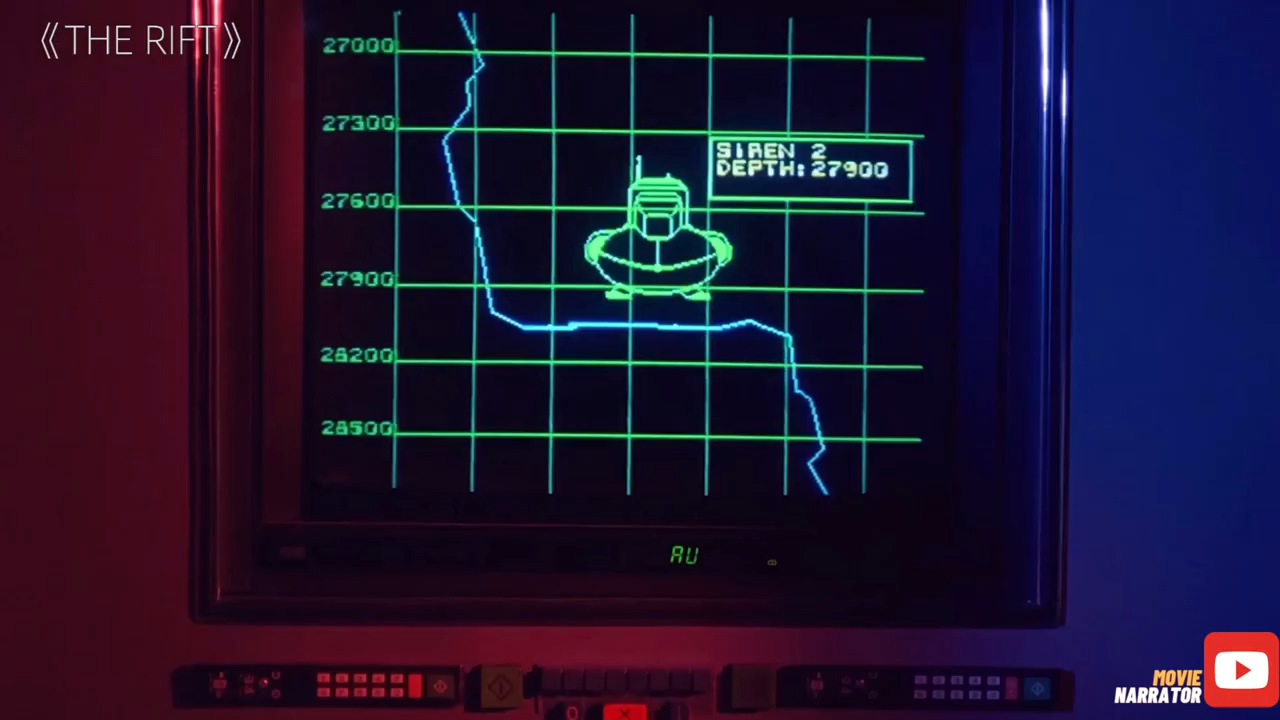 《THE RIFT》
27000
27300
SIREN 2
DEPTH: 27900
27600
27900
28200
28500
AU
MOVIE
NARRATOR